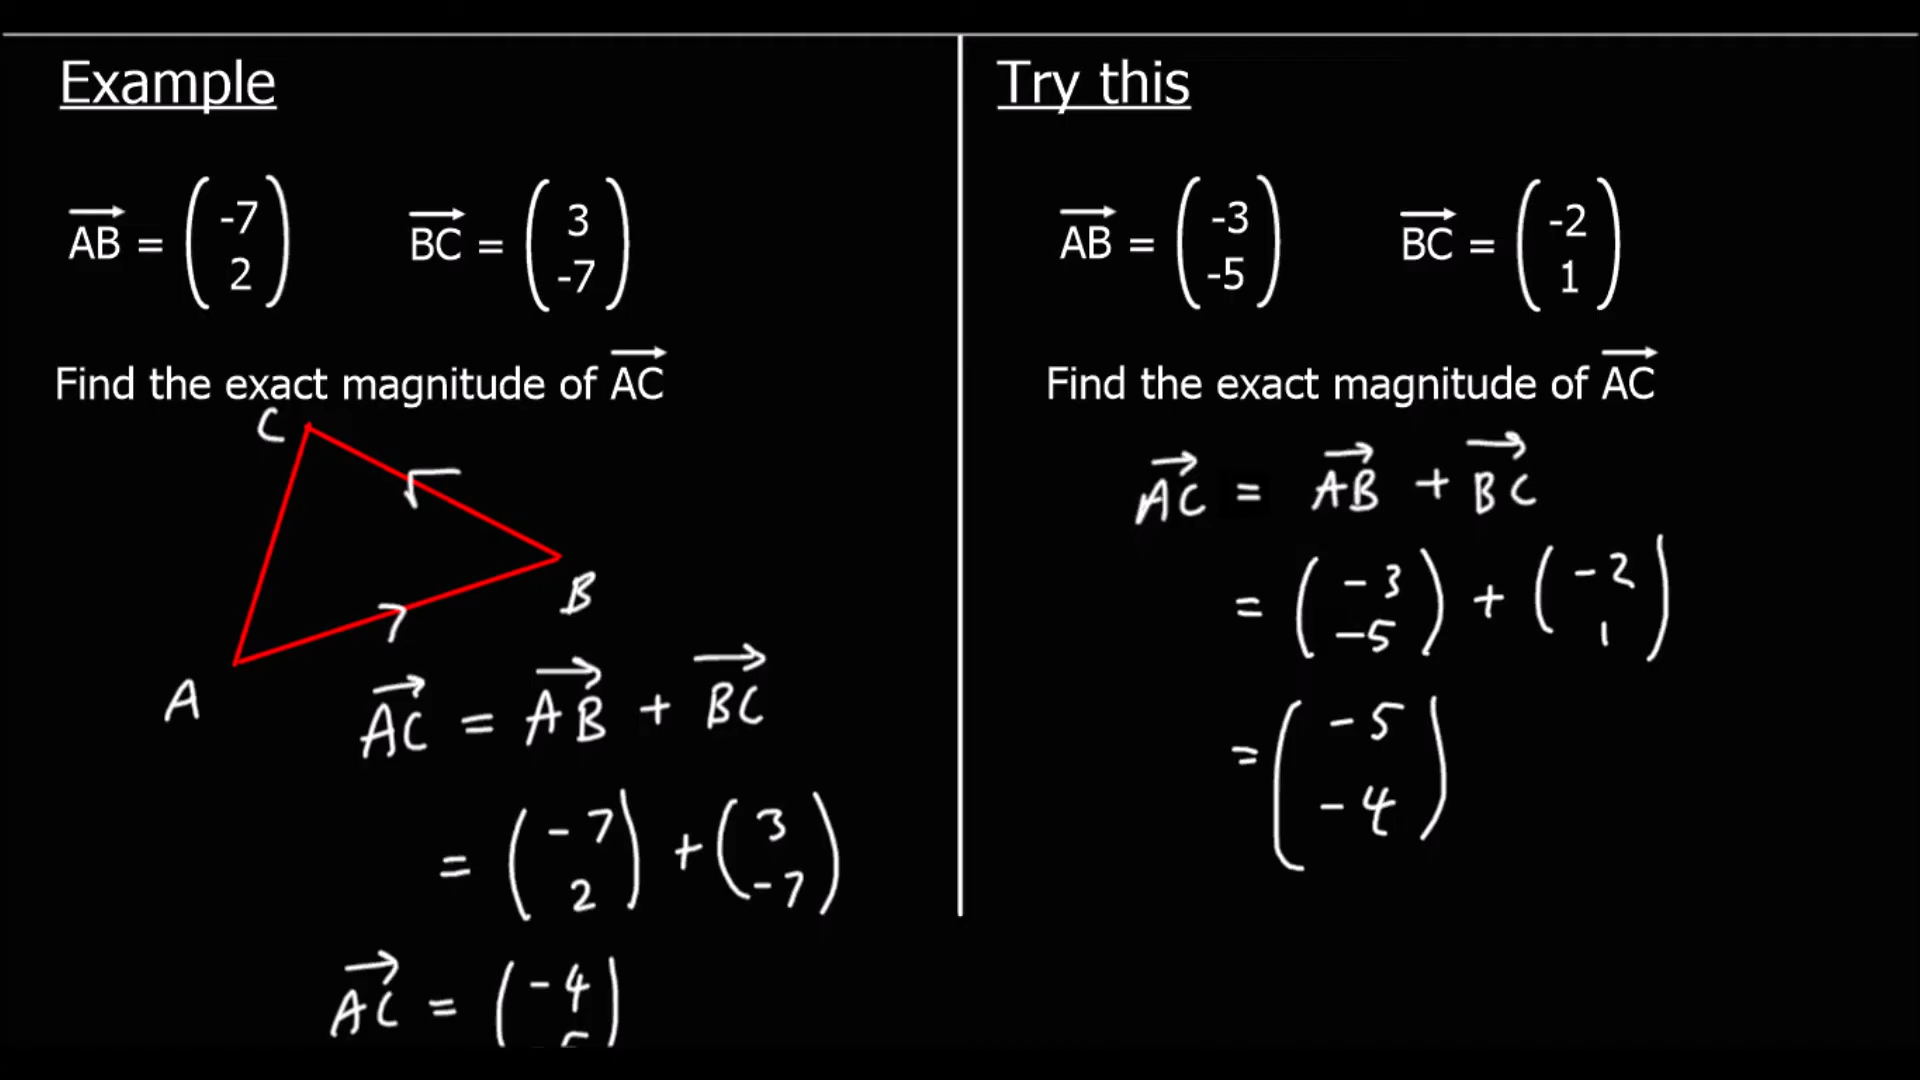 Example
AB = (-7 2) BC = (3 -7)
Find the exact magnitude of AC
C
B
A
AC = AB + BC
= (-7 2) + (3 -7)
AC = (-4
Try this
AB = (-3 -5) BC = (-2 1)
Find the exact magnitude of AC
AC = AB + BC
= (-3 -5) + (-2 1)
= (-5 -4)